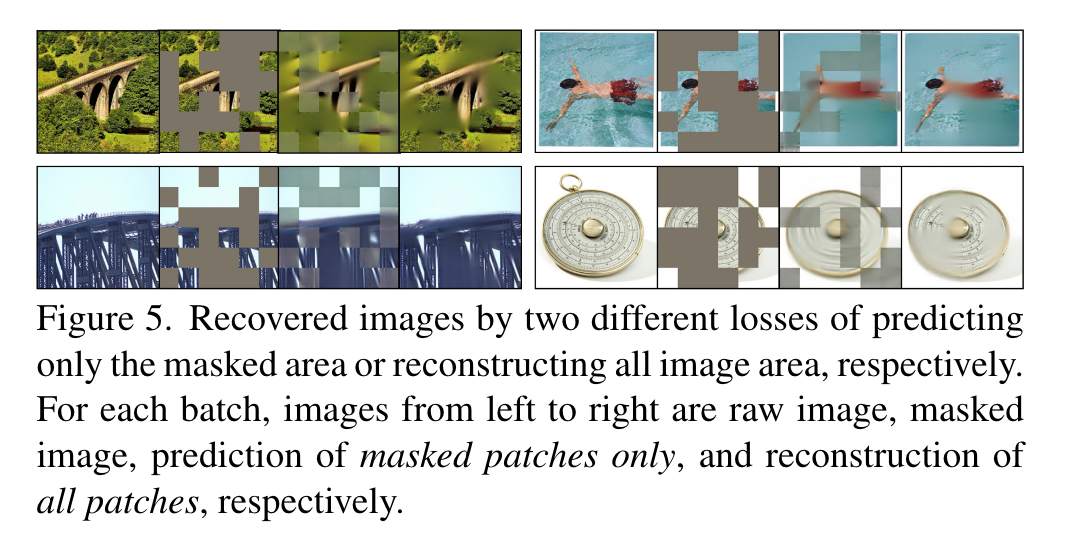 Figure 5. Recovered images by two different losses of predicting
only the masked area or reconstructing all image area, respectively.
For each batch, images from left to right are raw image, masked
image, prediction of masked patches only, and reconstruction of
all patches, respectively.